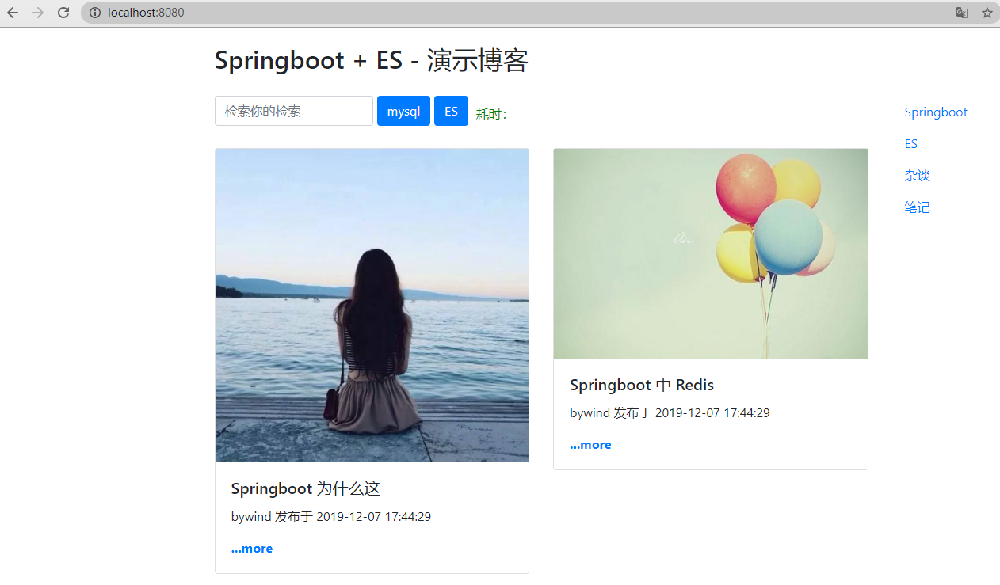 localhost:8080
Springboot + ES - 演示博客
检索你的检索 mysql ES 耗时：
Springboot
ES
杂谈
笔记
Springboot 为什么这
bywind 发布于 2019-12-07 17:44:29
...more
Springboot 中 Redis
bywind 发布于 2019-12-07 17:44:29
...more